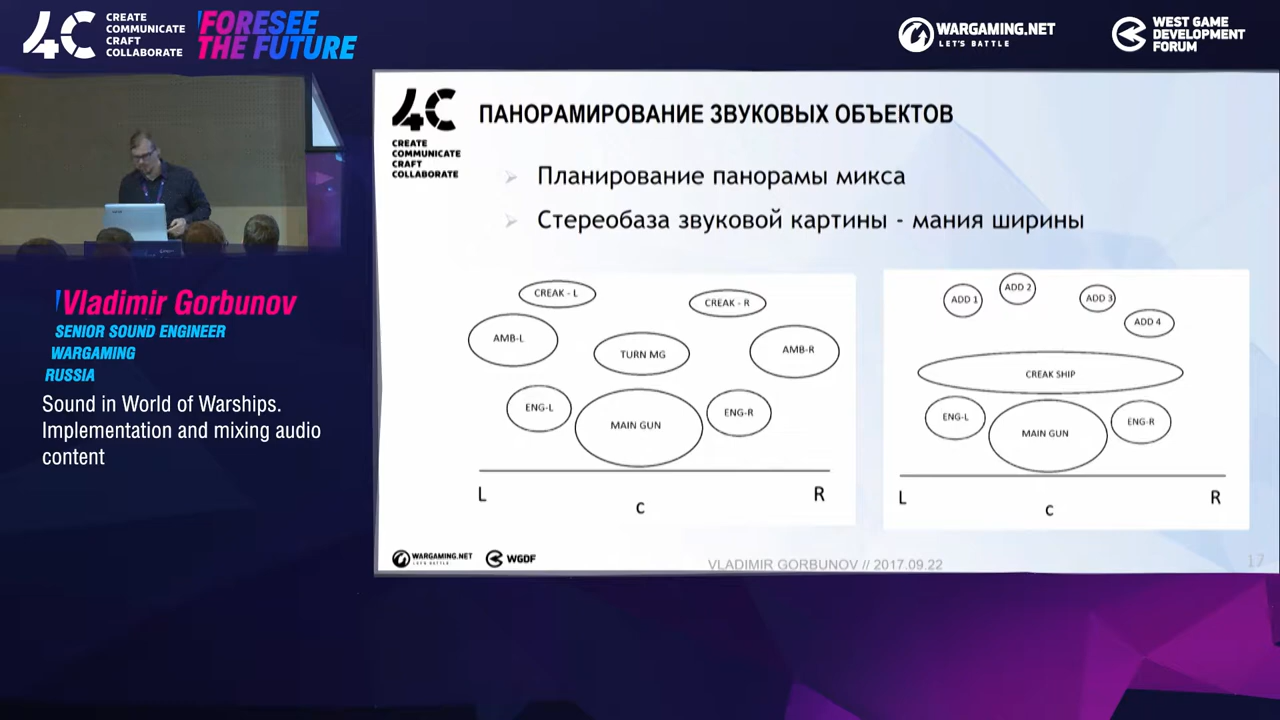 4C
CREATE
COMMUNICATE
CRAFT
COLLABORATE
FORESEE
THE FUTURE
WARGAMING.NET
LET'S BATTLE
WEST GAME
DEVELOPMENT
FORUM
4C
CREATE
COMMUNICATE
CRAFT
COLLABORATE
ПАНОРАМИРОВАНИЕ ЗВУКОВЫХ ОБЪЕКТОВ
Планирование панорамы микса
Стереобаза звуковой картины - мания ширины
CREAK - L
CREAK - R
AMB-L
TURN MG
AMB-R
ENG-L
MAIN GUN
ENG-R
L
C
R
ADD 1
ADD 2
ADD 3
ADD 4
CREAK SHIP
ENG-L
MAIN GUN
ENG-R
L
C
R
WARGAMING.NET
LET'S BATTLE
WGDF
VLADIMIR GORBUNOV // 2017.09.22
17
Vladimir Gorbunov
SENIOR SOUND ENGINEER
WARGAMING
RUSSIA
Sound in World of Warships.
Implementation and mixing audio
content